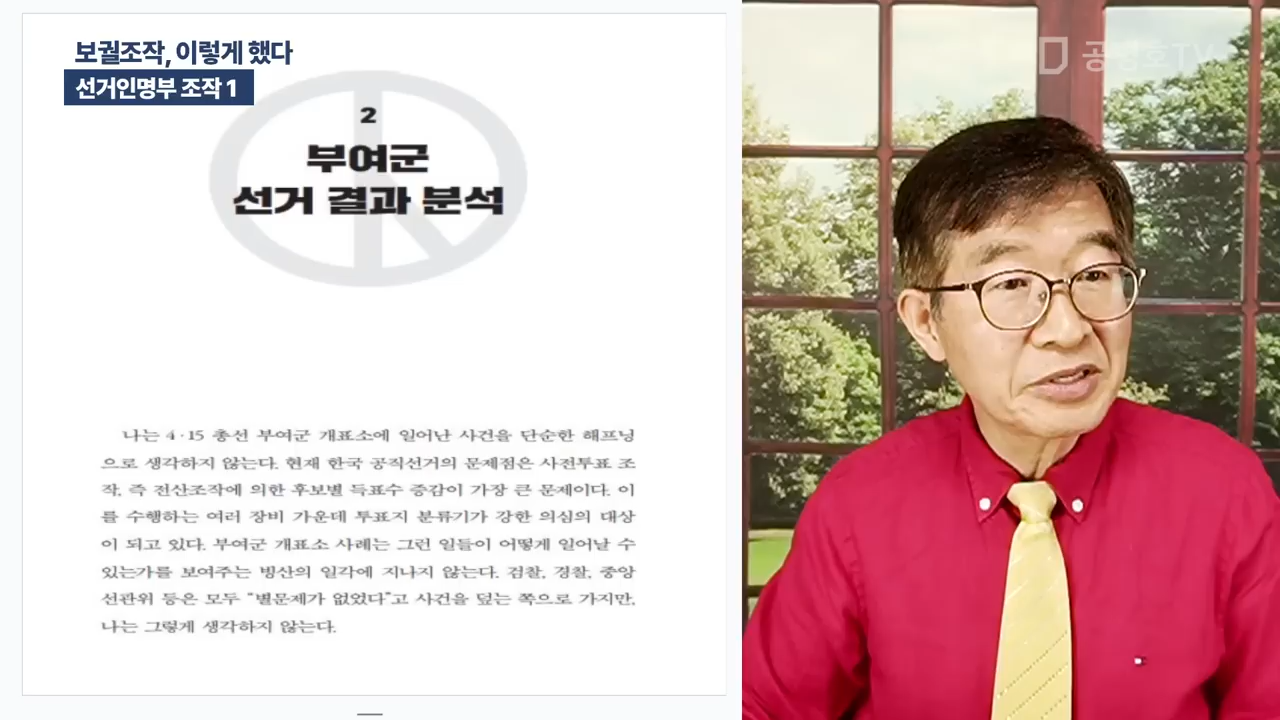 보궐조작, 이렇게 했다
선거인명부 조작 1
공병호TV
2
부여군
선거 결과 분석
나는 4·15 총선 부여군 개표소에 일어난 사건을 단순한 해프닝
으로 생각하지 않는다. 현재 한국 공직선거의 문제점은 사전투표 조
작, 즉 전산조작에 의한 후보별 득표수 증감이 가장 큰 문제이다. 이
를 수행하는 여러 장비 가운데 투표지 분류기가 강한 의심의 대상
이 되고 있다. 부여군 개표소 사례는 그런 일들이 어떻게 일어날 수
있는가를 보여주는 빙산의 일각에 지나지 않는다. 검찰, 경찰, 중앙
선관위 등은 모두 “별문제가 없었다”고 사건을 덮는 쪽으로 가지만,
나는 그렇게 생각하지 않는다.